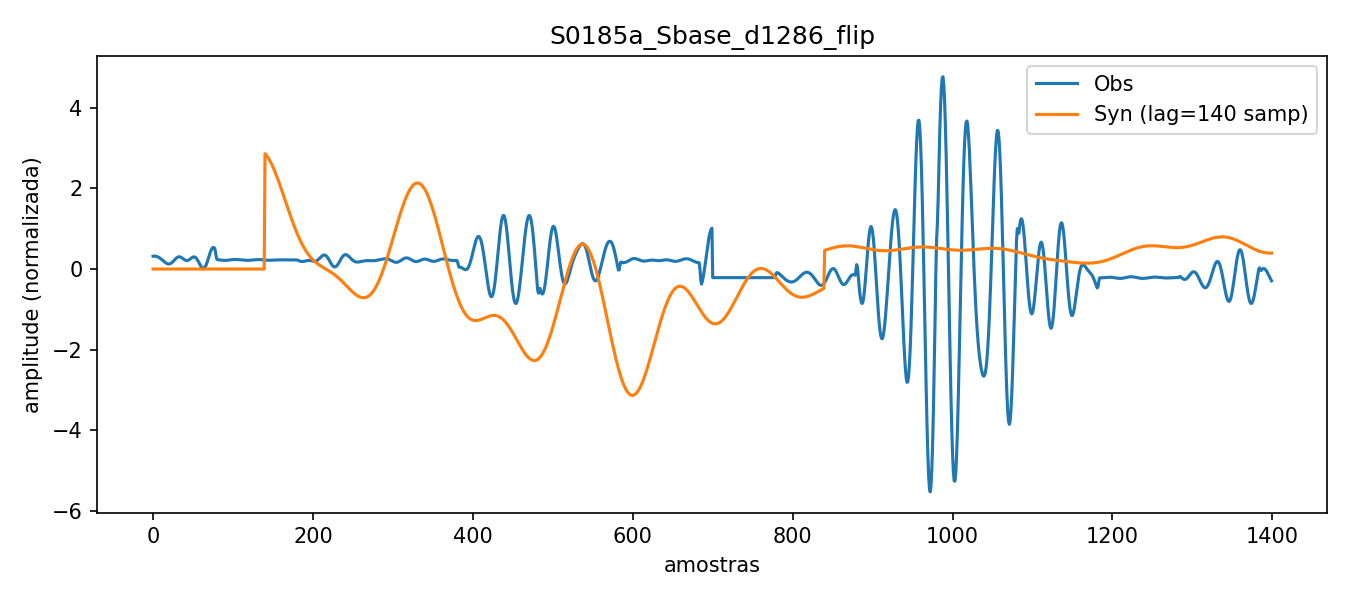 S0185a_Sbase_d1286_flip
Obs
Syn (lag=140 samp)
amplitude (normalizada)
4
2
0
−2
−4
−6
0 200 400 600 800 1000 1200 1400
amostras